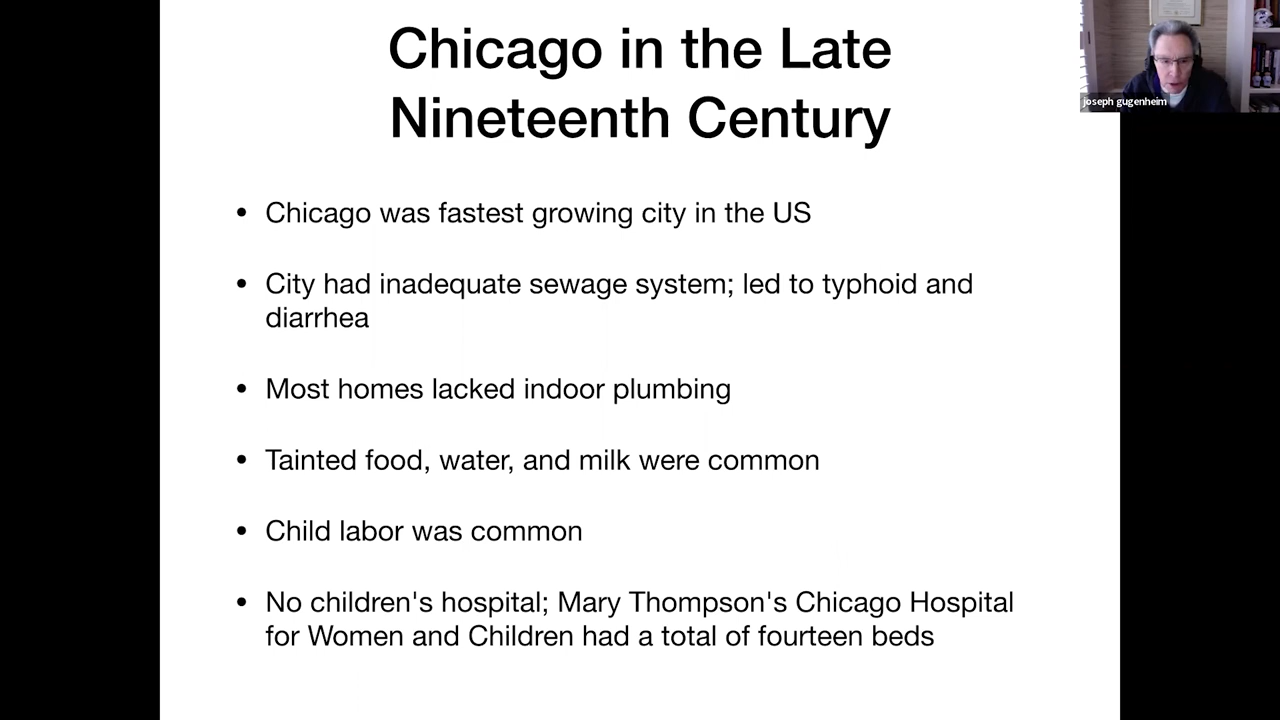 Chicago in the Late
Nineteenth Century
joseph gugenheim
• Chicago was fastest growing city in the US
• City had inadequate sewage system; led to typhoid and
diarrhea
• Most homes lacked indoor plumbing
• Tainted food, water, and milk were common
• Child labor was common
• No children's hospital; Mary Thompson's Chicago Hospital
for Women and Children had a total of fourteen beds